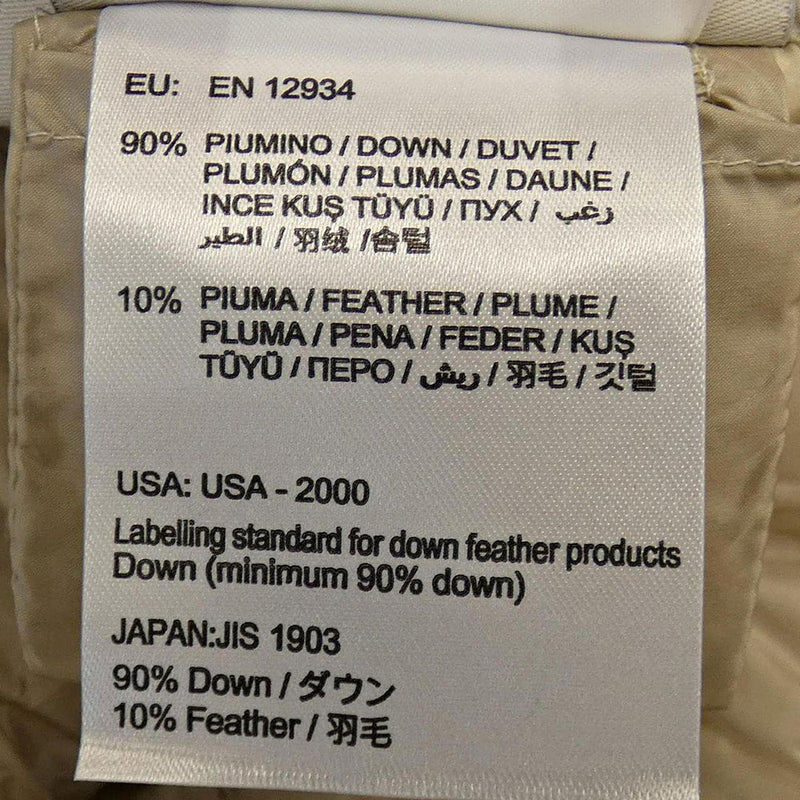 EU: EN 12934
90% PIUMINO / DOWN / DUVET /
PLUMÓN / PLUMAS / DAUNE /
INCE KUŞ TÜYÜ / ПУХ / زغب
الطير / 羽绒 /솜털
10% PIUMA / FEATHER / PLUME /
PLUMA / PENA / FEDER / KUŞ
TÜYÜ / ПЕРО / ريش / 羽毛 / 깃털
USA: USA - 2000
Labelling standard for down feather products
Down (minimum 90% down)
JAPAN:JIS 1903
90% Down / ダウン
10% Feather / 羽毛